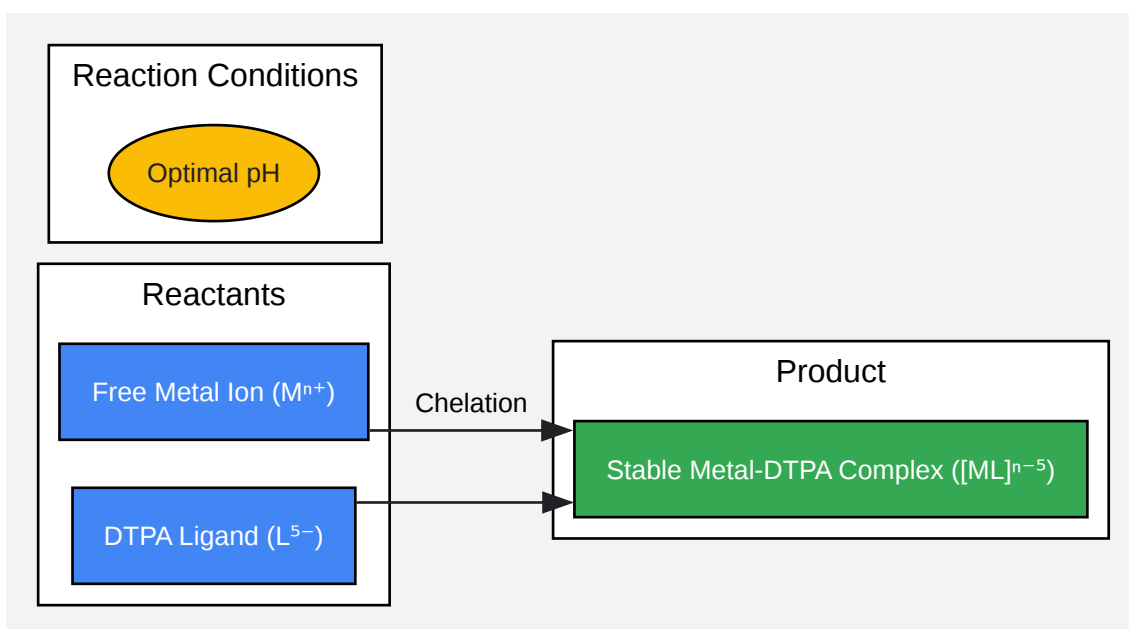 Reaction Conditions
Optimal pH
Reactants
Free Metal Ion (Mⁿ⁺)
Chelation
DTPA Ligand (L⁵⁻)
Product
Stable Metal-DTPA Complex ([ML]ⁿ⁻⁵)